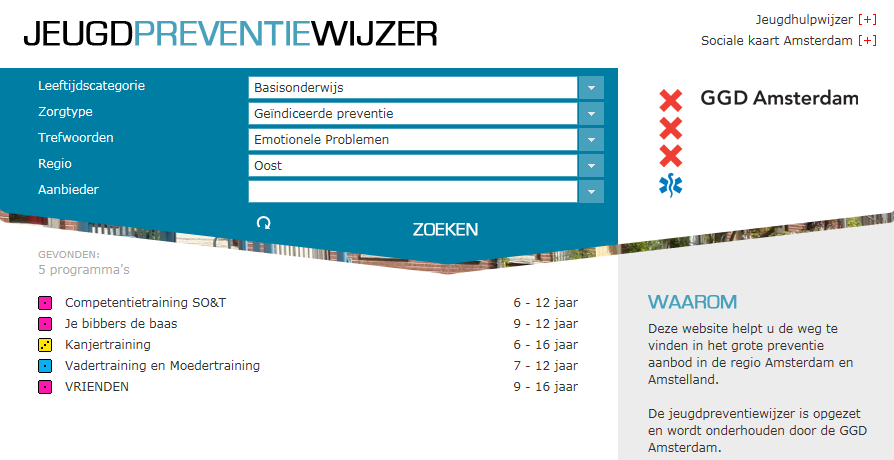 JEUGDPREVENTIEWIJZER
Jeugdhulpwijzer [+]
Sociale kaart Amsterdam [+]
Leeftijdscategorie Basisonderwijs
Zorgtype Geïndiceerde preventie
Trefwoorden Emotionele Problemen
Regio Oost
Aanbieder
ZOEKEN
GGD Amsterdam
GEVONDEN:
5 programma's
Competentietraining SO&T 6 - 12 jaar
Je bibbers de baas 9 - 12 jaar
Kanjertraining 6 - 16 jaar
Vadertraining en Moedertraining 7 - 12 jaar
VRIENDEN 9 - 16 jaar
WAAROM
Deze website helpt u de weg te
vinden in het grote preventie
aanbod in de regio Amsterdam en
Amstelland.
De jeugdpreventiewijzer is opgezet
en wordt onderhouden door de GGD
Amsterdam.